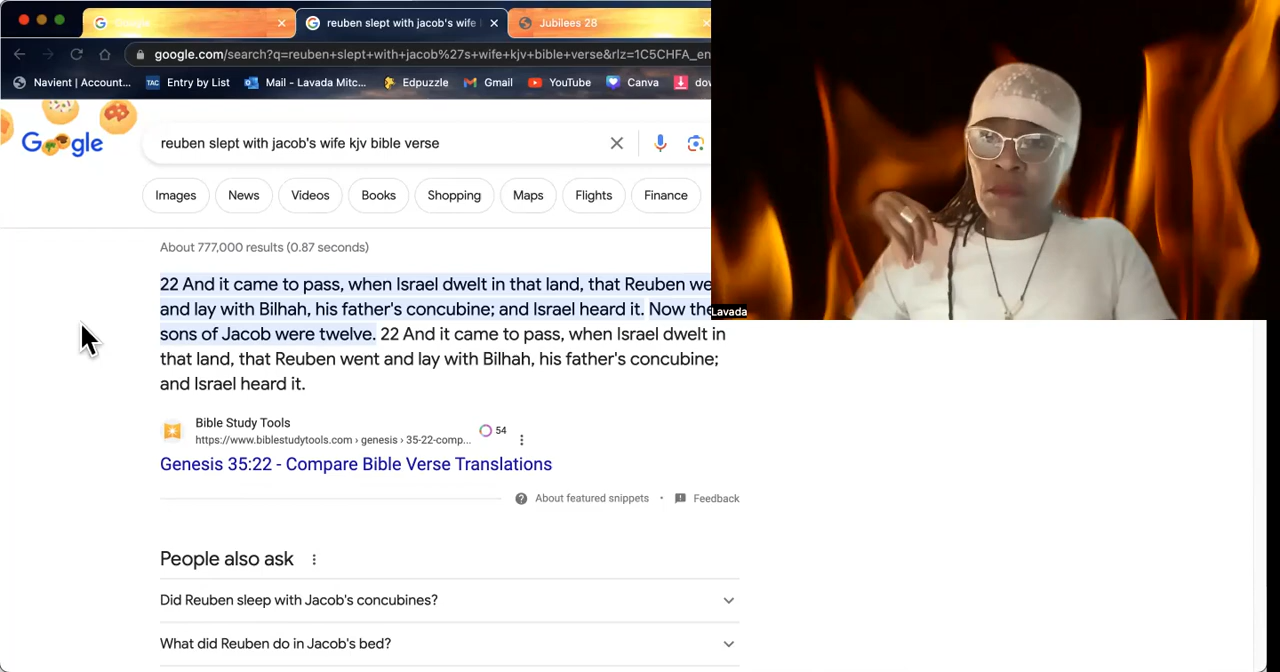 Google
reuben slept with jacob's wife
Jubilees 28
google.com/search?q=reuben+slept+with+jacob%27s+wife+kjv+bible+verse&rlz=1C5CHFA_en
Navient | Account...
TAC
Entry by List
Mail - Lavada Mitc...
Edpuzzle
Gmail
YouTube
Canva
dov
Google
reuben slept with jacob's wife kjv bible verse
Images
News
Videos
Books
Shopping
Maps
Flights
Finance
About 777,000 results (0.87 seconds)
22 And it came to pass, when Israel dwelt in that land, that Reuben we
and lay with Bilhah, his father's concubine; and Israel heard it. Now the
sons of Jacob were twelve. 22 And it came to pass, when Israel dwelt in
that land, that Reuben went and lay with Bilhah, his father's concubine;
and Israel heard it.
Bible Study Tools
https://www.biblestudytools.com › genesis › 35-22-comp...
54
Genesis 35:22 - Compare Bible Verse Translations
About featured snippets • Feedback
People also ask
Did Reuben sleep with Jacob's concubines?
What did Reuben do in Jacob's bed?
Lavada